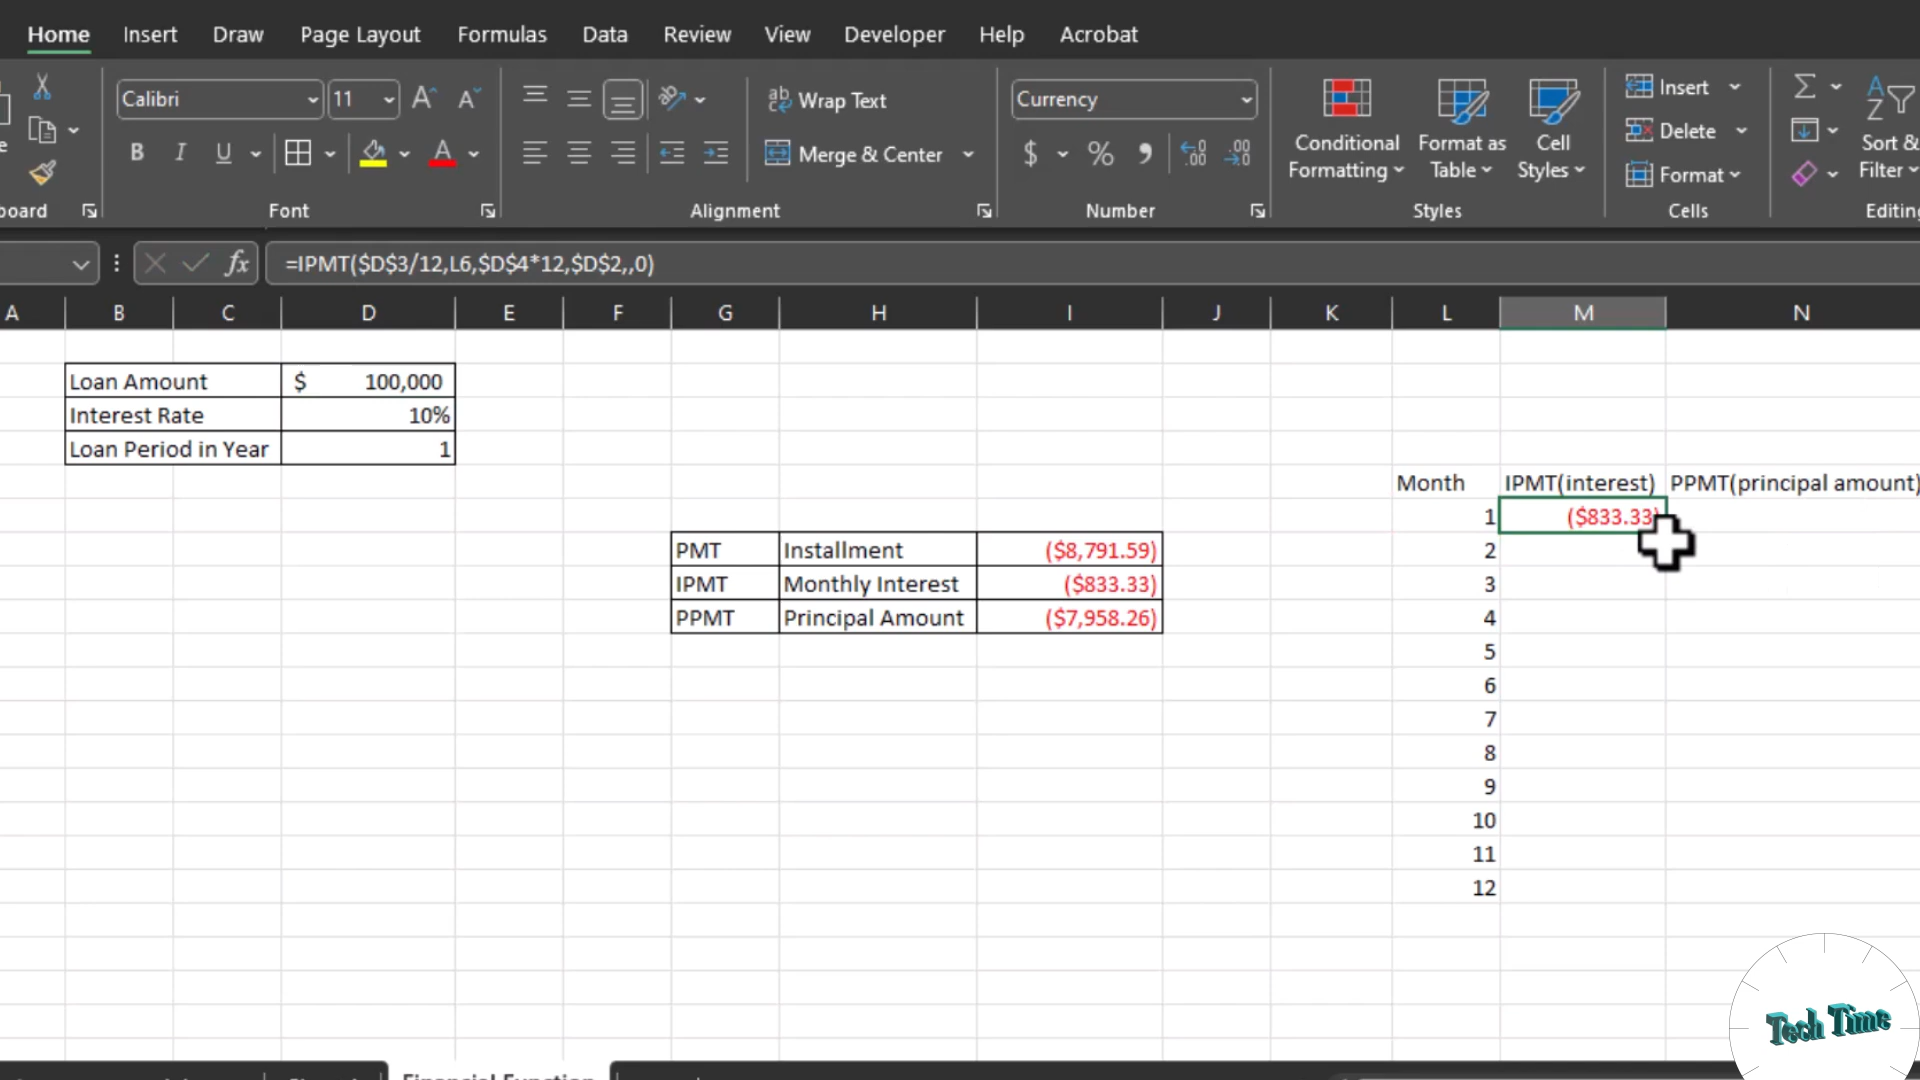 Home Insert Draw Page Layout Formulas Data Review View Developer Help Acrobat
Calibri 11 A A ab Wrap Text Currency Insert
B I U A Merge & Center $ % Conditional Formatting Format as Table Cell Styles Delete Sort & Filter
Format
board Font Alignment Number Styles Cells Editing
fx =IPMT($D$3/12,L6,$D$4*12,$D$2,,0)
A B C D E F G H I J K L M N
Loan Amount $ 100,000
Interest Rate 10%
Loan Period in Year 1
Month IPMT(interest) PPMT(principal amount)
1 ($833.33)
PMT Installment ($8,791.59) 2
IPMT Monthly Interest ($833.33) 3
PPMT Principal Amount ($7,958.26) 4
5
6
7
8
9
10
11
12
Tech Time
Financial Function